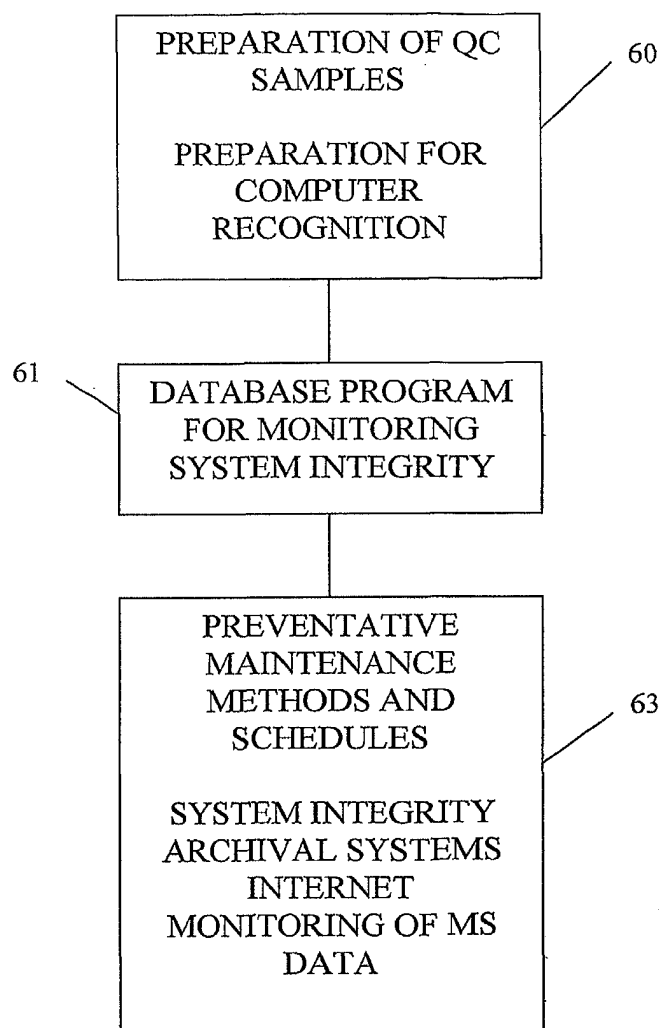 PREPARATION OF QC
SAMPLES
60
PREPARATION FOR
COMPUTER
RECOGNITION
61
DATABASE PROGRAM
FOR MONITORING
SYSTEM INTEGRITY
PREVENTATIVE
MAINTENANCE
METHODS AND
SCHEDULES
63
SYSTEM INTEGRITY
ARCHIVAL SYSTEMS
INTERNET
MONITORING OF MS
DATA